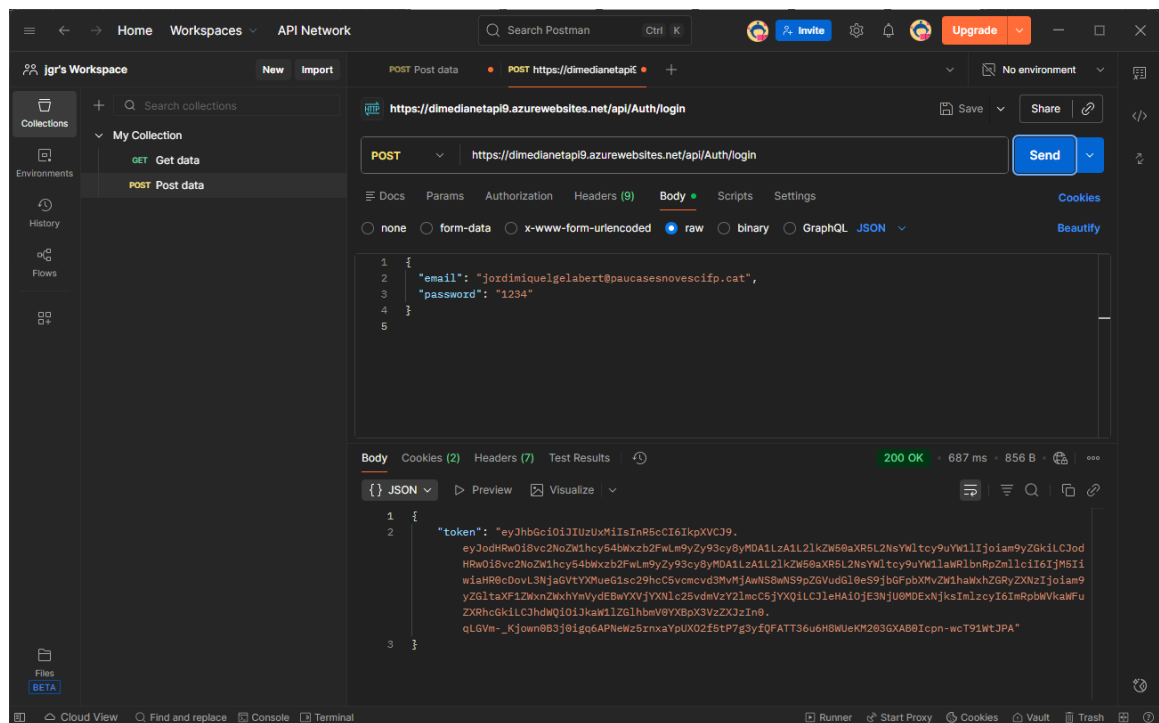 Home Workspaces API Network Search Postman Ctrl K Invite Upgrade
jgr's Workspace New Import POST Post data POST https://dimedianetapi9 No environment
Collections
Search collections
https://dimedianetapi9.azurewebsites.net/api/Auth/login Save Share
My Collection
GET Get data
POST https://dimedianetapi9.azurewebsites.net/api/Auth/login Send
Environments
POST Post data
Docs Params Authorization Headers (9) Body Scripts Settings Cookies
History
none form-data x-www-form-urlencoded raw binary GraphQL JSON Beautify
Flows
1 {
2 "email": "jordimiquelgelabert@paucasesnovescifp.cat",
3 "password": "1234"
4 }
5
Body Cookies (2) Headers (7) Test Results 200 OK 687 ms 856 B
{} JSON Preview Visualize
1 {
2 "token": "eyJhbGciOiJIUzUxMiIsInR5cCI6IkpXVCJ9.
3 }
Files
BETA
Cloud View Find and replace Console Terminal Runner Start Proxy Cookies Vault Trash